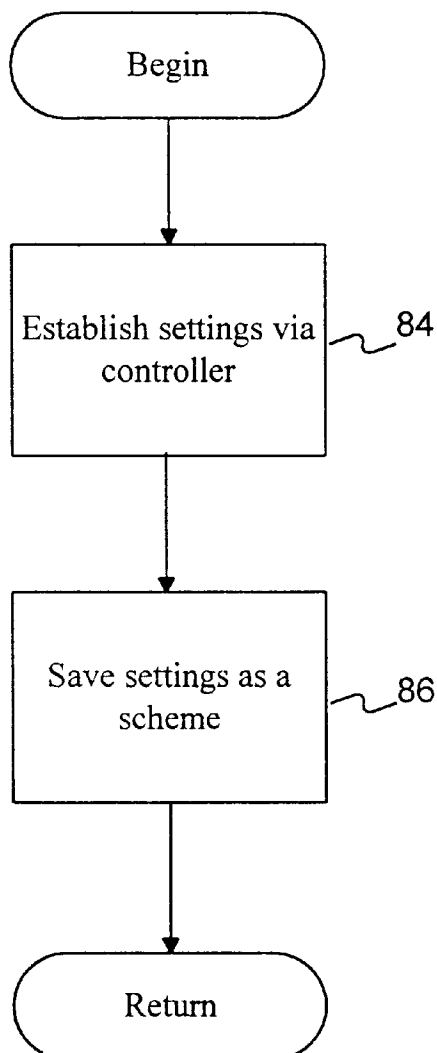 Begin
Establish settings via
controller
84
Save settings as a
scheme
86
Return